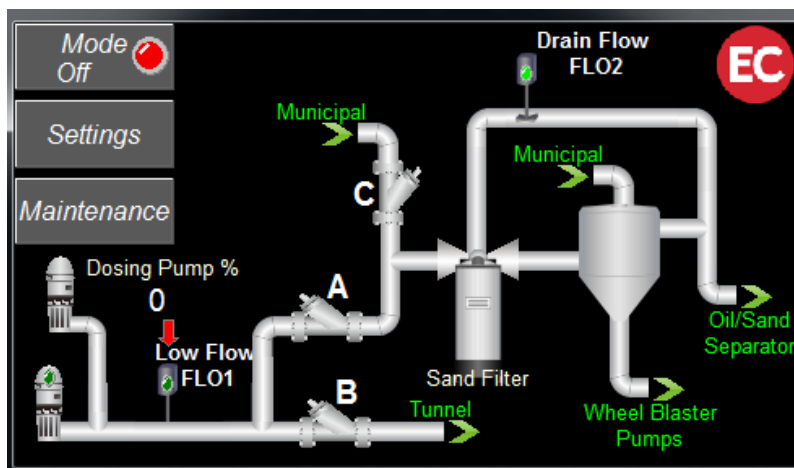 Mode
Off
Settings
Maintenance
Dosing Pump %
0
Low Flow
FLO1
Municipal
C
A
B
Tunnel
Drain Flow
FLO2
EC
Municipal
Sand Filter
Oil/Sand
Separator
Wheel Blaster
Pumps